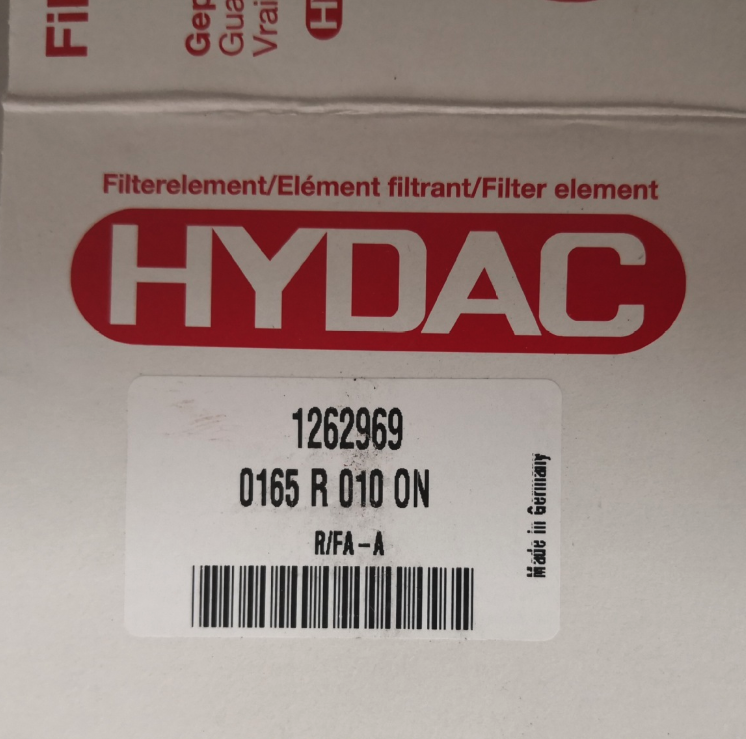 Filterelement/Elément filtrant/Filter element
HYDAC
1262969
0165 R 010 ON
R/FA-A
Made in Germany